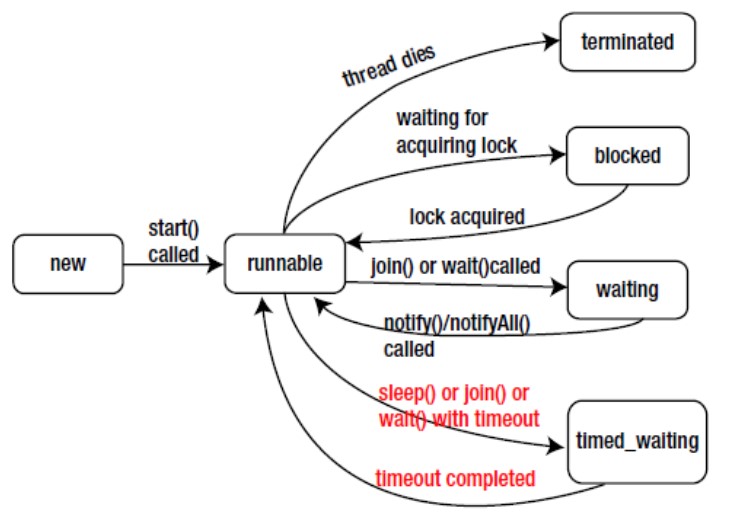 terminated
thread dies
waiting for
acquiring lock
blocked
lock acquired
start()
called
new
runnable
join() or wait()called
waiting
notify()/notifyAll()
called
sleep() or join() or
wait() with timeout
timed_waiting
timeout completed